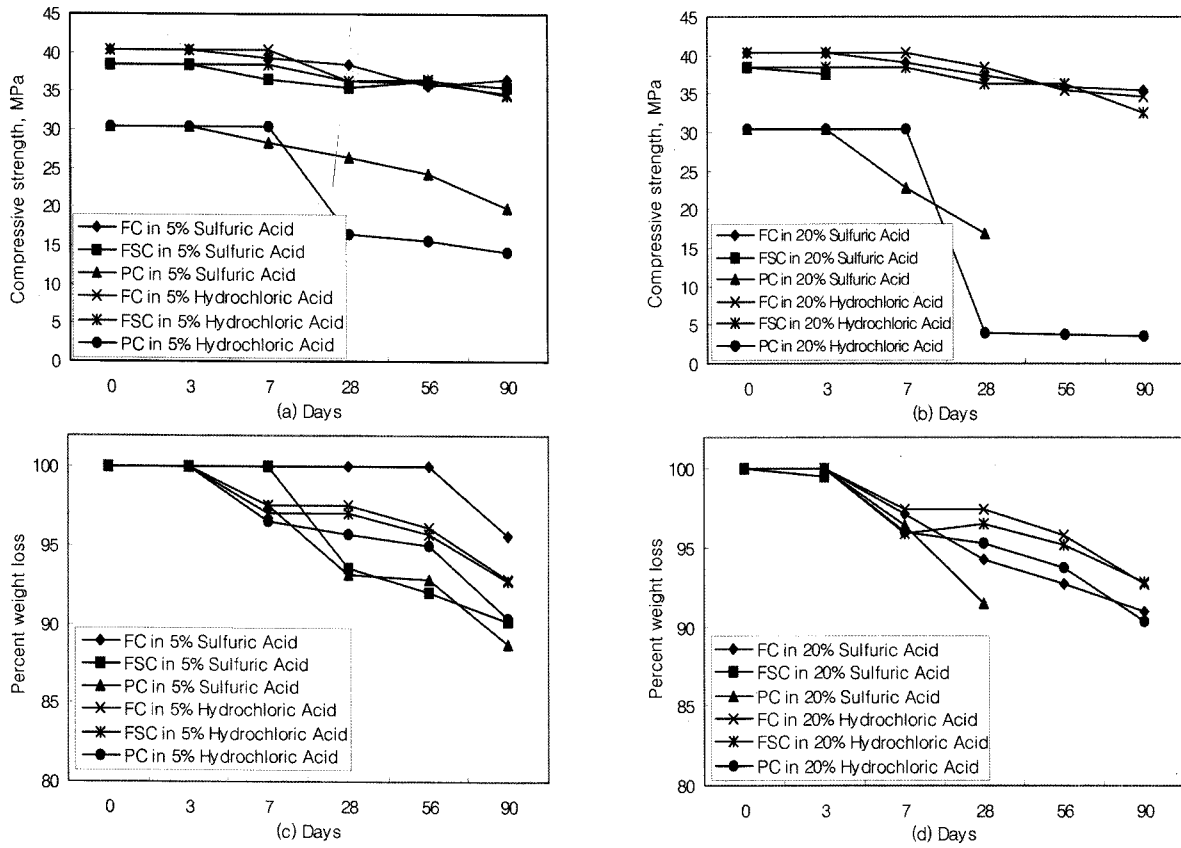 45
40
35
30
25
20
15
10
5
0
Compressive strength, MPa
FC in 5% Sulfuric Acid
FSC in 5% Sulfuric Acid
PC in 5% Sulfuric Acid
FC in 5% Hydrochloric Acid
FSC in 5% Hydrochloric Acid
PC in 5% Hydrochloric Acid
0 3 7 28 56 90
(a) Days
45
40
35
30
25
20
15
10
5
0
Compressive strength, MPa
FC in 20% Sulfuric Acid
FSC in 20% Sulfuric Acid
PC in 20% Sulfuric Acid
FC in 20% Hydrochloric Acid
FSC in 20% Hydrochloric Acid
PC in 20% Hydrochloric Acid
0 3 7 28 56 90
(b) Days
100
95
90
85
80
Percent weight loss
FC in 5% Sulfuric Acid
FSC in 5% Sulfuric Acid
PC in 5% Sulfuric Acid
FC in 5% Hydrochloric Acid
FSC in 5% Hydrochloric Acid
PC in 5% Hydrochloric Acid
0 3 7 28 56 90
(c) Days
100
95
90
85
80
Percent weight loss
FC in 20% Sulfuric Acid
FSC in 20% Sulfuric Acid
PC in 20% Sulfuric Acid
FC in 20% Hydrochloric Acid
FSC in 20% Hydrochloric Acid
PC in 20% Hydrochloric Acid
0 3 7 28 56 90
(d) Days